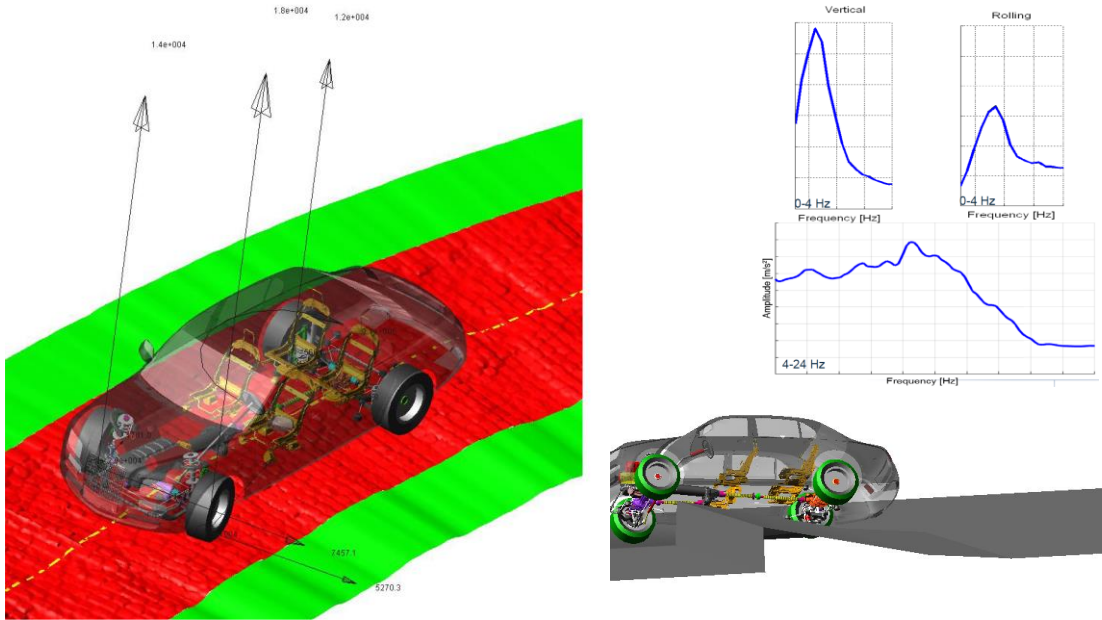 1.8e+004
1.2e+004
1.4e+004
7457.1
5270.3
Vertical
0-4 Hz
Frequency [Hz]
Rolling
0-4 Hz
Frequency [Hz]
Amplitude [m/s²]
4-24 Hz
Frequency [Hz]